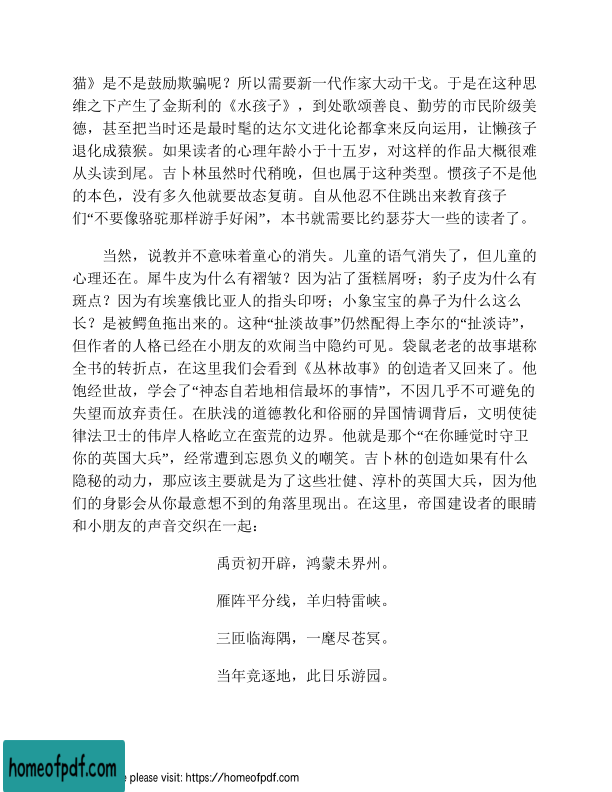 猫》是不是鼓励欺骗呢？所以需要新一代作家大动干戈。于是在这种思
维之下产生了金斯利的《水孩子》，到处歌颂善良、勤劳的市民阶级美
德，甚至把当时还是最时髦的达尔文进化论都拿来反向运用，让懒孩子
退化成猿猴。如果读者的心理年龄小于十五岁，对这样的作品大概很难
从头读到尾。吉卜林虽然时代稍晚，但也属于这种类型。惯孩子不是他
的本色，没有多久他就要故态复萌。自从他忍不住跳出来教育孩子
们“不要像骆驼那样游手好闲”，本书就需要比约瑟芬大一些的读者了。
当然，说教并不意味着童心的消失。儿童的语气消失了，但儿童的
心理还在。犀牛皮为什么有褶皱？因为沾了蛋糕屑呀；豹子皮为什么有
斑点？因为有埃塞俄比亚人的指头印呀；小象宝宝的鼻子为什么这么
长？是被鳄鱼拖出来的。这种“扯淡故事”仍然配得上李尔的“扯淡诗”，
但作者的人格已经在小朋友的欢闹当中隐约可见。袋鼠老老的故事堪称
全书的转折点，在这里我们会看到《丛林故事》的创造者又回来了。他
饱经世故，学会了“神态自若地相信最坏的事情”，不因几乎不可避免的
失望而放弃责任。在肤浅的道德教化和俗丽的异国情调背后，文明使徒
律法卫士的伟岸人格屹立在蛮荒的边界。他就是那个“在你睡觉时守卫
你的英国大兵”，经常遭到忘恩负义的嘲笑。吉卜林的创造如果有什么
隐秘的动力，那应该主要就是为了这些壮健、淳朴的英国大兵，因为他
们的身影会从你最意想不到的角落里现出。在这里，帝国建设者的眼睛
和小朋友的声音交织在一起：
禹贡初开辟，鸿蒙未界州。
雁阵平分线，羊归特雷峡。
三匝临海隅，一麾尽苍冥。
当年竞逐地，此日乐游园。
homeofpdf.com
e please visit: https://homeofpdf.com